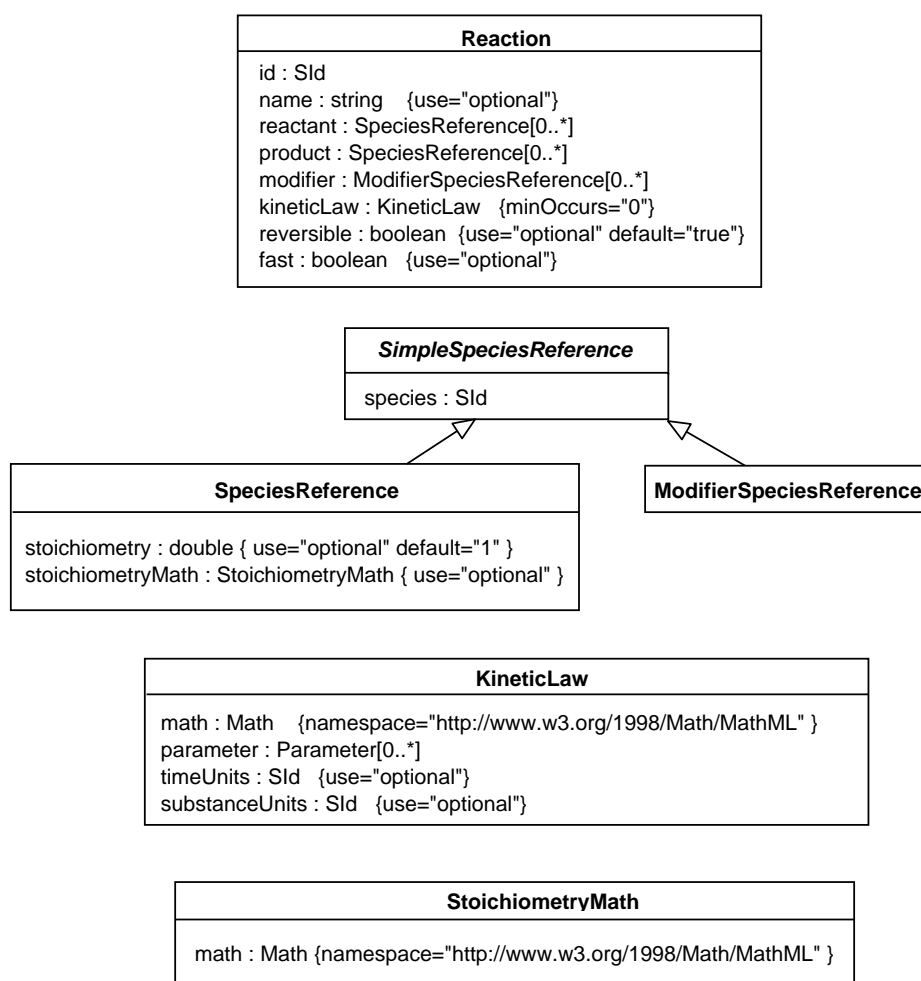 Reaction
id : SId
name : string {use="optional"}
reactant : SpeciesReference[0..*]
product : SpeciesReference[0..*]
modifier : ModifierSpeciesReference[0..*]
kineticLaw : KineticLaw {minOccurs="0"}
reversible : boolean {use="optional" default="true"}
fast : boolean {use="optional"}
SimpleSpeciesReference
species : SId
SpeciesReference
stoichiometry : double { use="optional" default="1" }
stoichiometryMath : StoichiometryMath { use="optional" }
ModifierSpeciesReference
KineticLaw
math : Math {namespace="http://www.w3.org/1998/Math/MathML" }
parameter : Parameter[0..*]
timeUnits : SId {use="optional"}
substanceUnits : SId {use="optional"}
StoichiometryMath
math : Math {namespace="http://www.w3.org/1998/Math/MathML" }